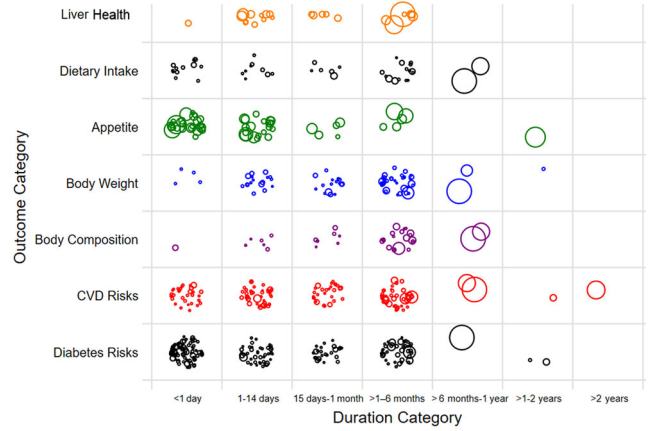 Liver Health
Dietary Intake
Appetite
Body Weight
Body Composition
CVD Risks
Diabetes Risks
Outcome Category
<1 day
1-14 days
15 days-1 month
>1–6 months
> 6 months-1 year
>1-2 years
>2 years
Duration Category